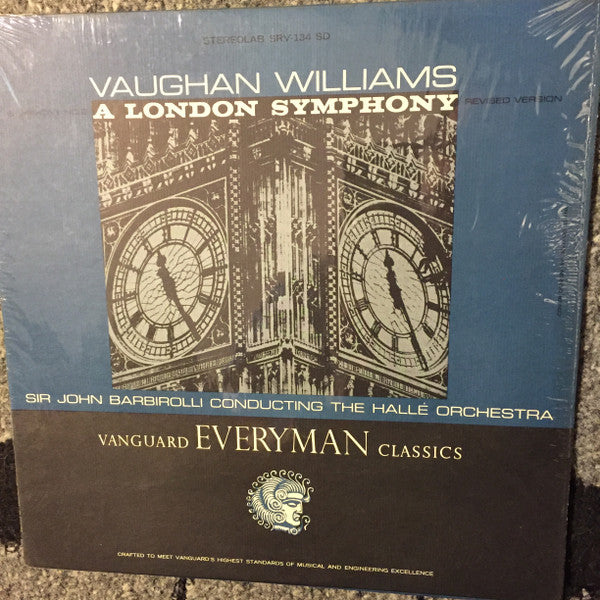 STEREOLAB SRV-134 SD
VAUGHAN WILLIAMS
A LONDON SYMPHONY
REVISED VERSION
SIR JOHN BARBIROLLI CONDUCTING THE HALLÉ ORCHESTRA
VANGUARD EVERYMAN CLASSICS
CRAFTED TO MEET VANGUARD'S HIGHEST STANDARDS OF MUSICAL AND ENGINEERING EXCELLENCE